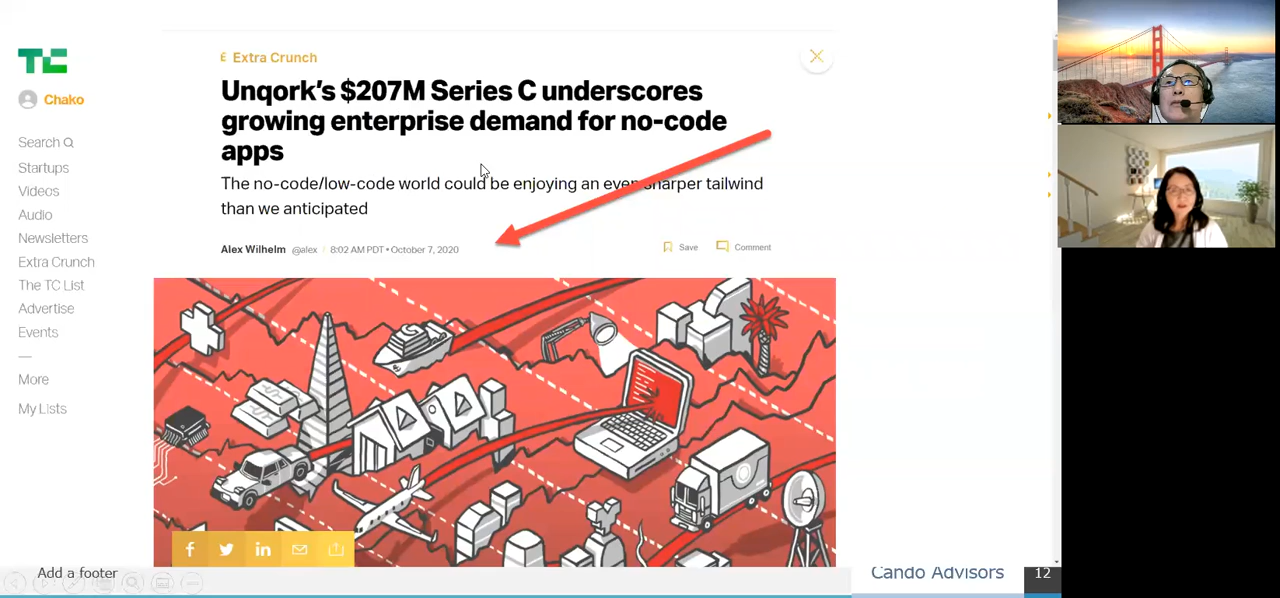 TC
Chako
Search
Startups
Videos
Audio
Newsletters
Extra Crunch
The TC List
Advertise
Events
—
More
My Lists
Extra Crunch
Unqork's $207M Series C underscores
growing enterprise demand for no-code
apps
The no-code/low-code world could be enjoying an even sharper tailwind
than we anticipated
Alex Wilhelm @alex / 8:02 AM PDT • October 7, 2020
Save
Comment
f
in
Add a footer
Cando Advisors
12